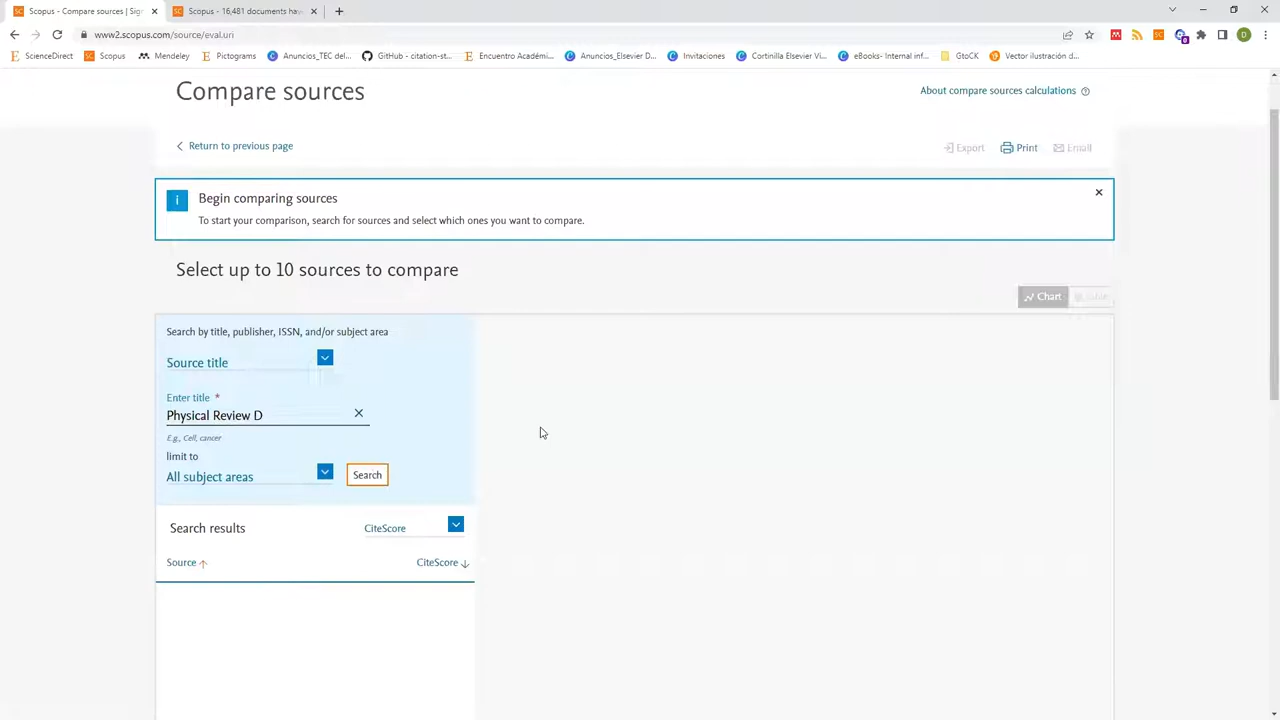 Scopus - Compare sources | Sign
Scopus - 16,481 documents hav
www2.scopus.com/source/eval.uri
D
ScienceDirect
Scopus
Mendeley
Pictograms
Anuncios_TEC del...
GitHub - citation-st...
Encuentro Académi...
Anuncios_Elsevier D...
Invitaciones
Cortinilla Elsevier Vi...
eBooks- Internal inf...
GtoCK
Vector ilustración d...
Compare sources
About compare sources calculations
Return to previous page
Export
Print
Email
Begin comparing sources
To start your comparison, search for sources and select which ones you want to compare.
Select up to 10 sources to compare
Chart
Search by title, publisher, ISSN, and/or subject area
Source title
Enter title *
Physical Review D
E.g., Cell, cancer
limit to
All subject areas
Search
Search results
CiteScore
Source
CiteScore